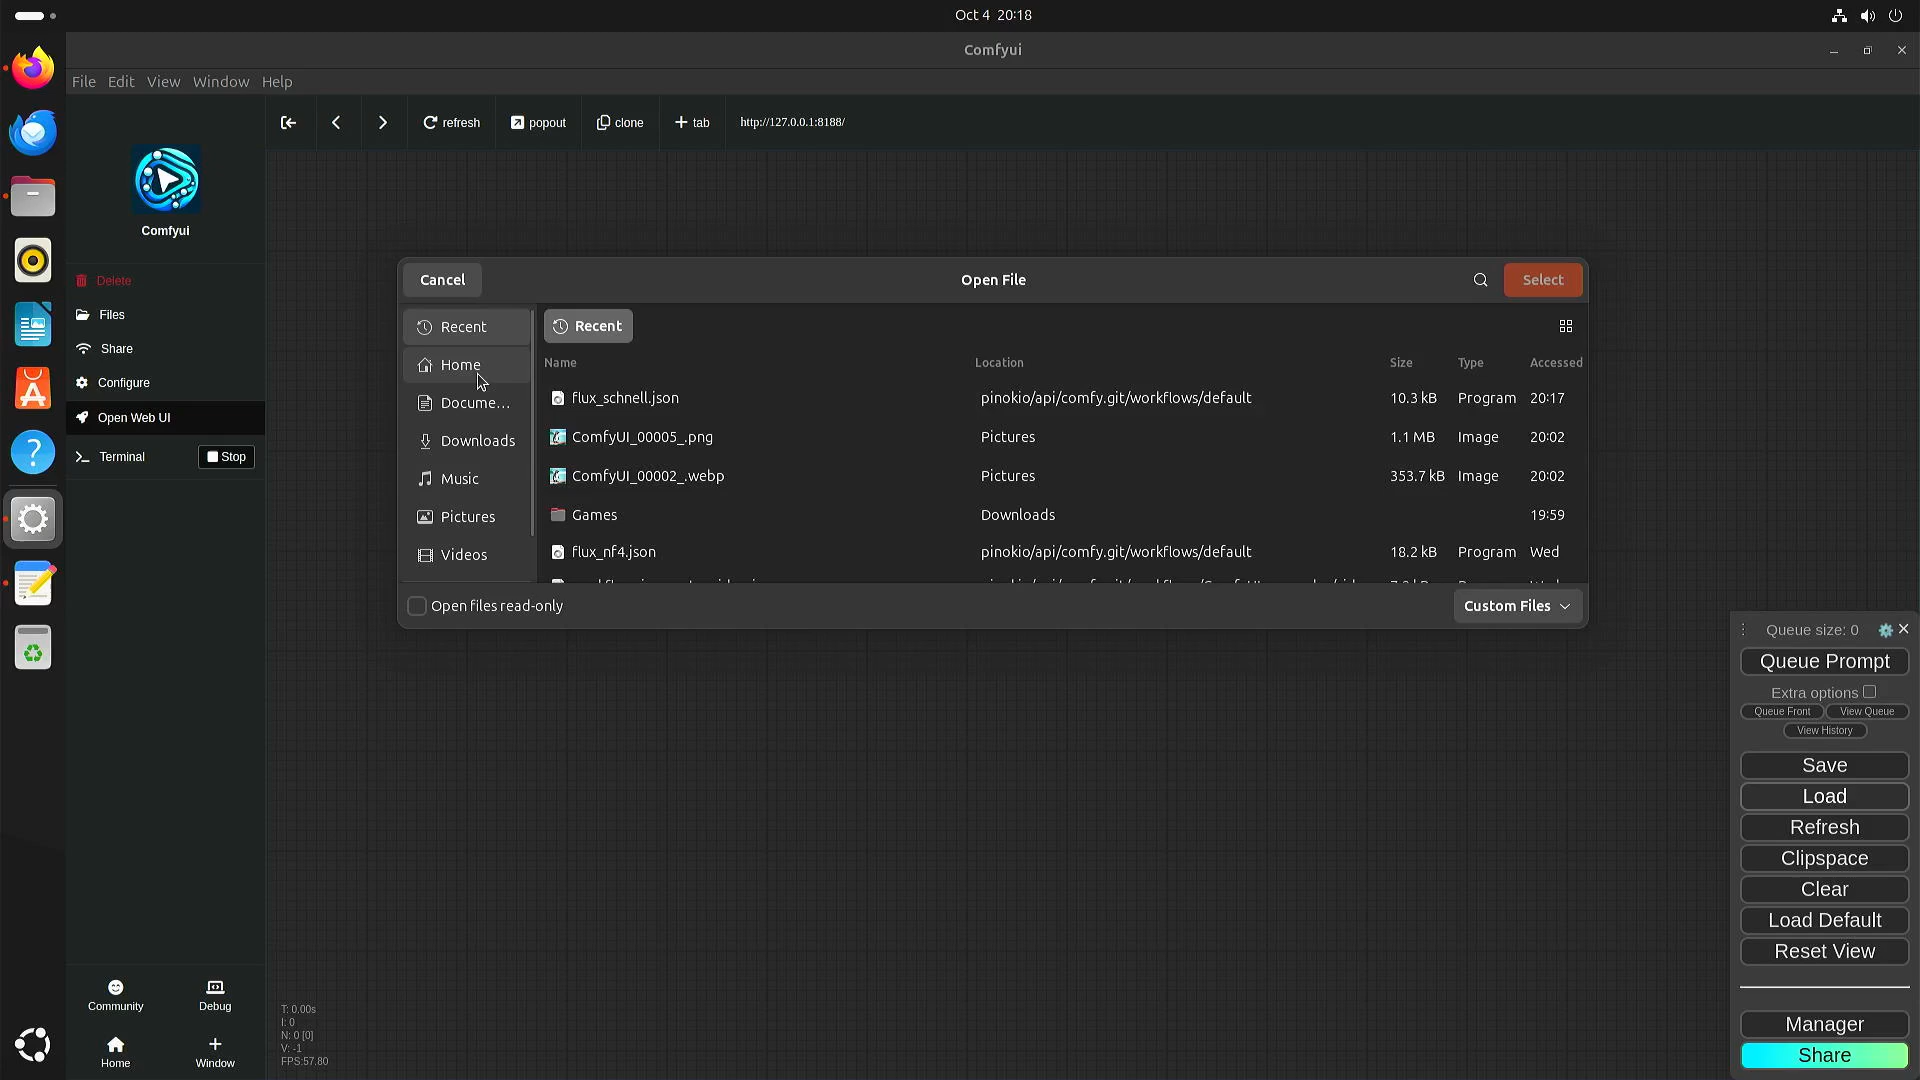 Oct 4 20:18
Comfyui
File Edit View Window Help
refresh popout clone + tab http://127.0.0.1:8188/
Comfyui
Delete
Files
Share
Configure
Open Web UI
Terminal Stop
Community Debug
Home Window
Cancel Open File Select
Recent
Home
Docume...
Downloads
Music
Pictures
Videos
Recent
Name Location Size Type Accessed
flux_schnell.json pinokio/api/comfy.git/workflows/default 10.3 kB Program 20:17
ComfyUI_00005_.png Pictures 1.1 MB Image 20:02
ComfyUI_00002_.webp Pictures 353.7 kB Image 20:02
Games Downloads 19:59
flux_nf4.json pinokio/api/comfy.git/workflows/default 18.2 kB Program Wed
Open files read-only Custom Files
T: 0.00s
I: 0
N: 0 [0]
V: -1
FPS:57.80
Queue size: 0
Queue Prompt
Extra options
Queue Front View Queue
View History
Save
Load
Refresh
Clipspace
Clear
Load Default
Reset View
Manager
Share